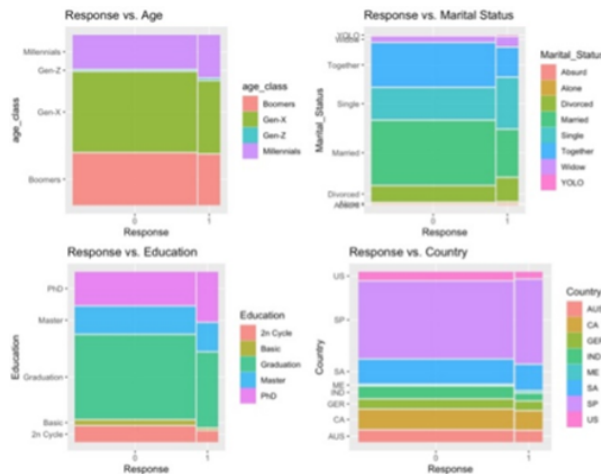 Response vs. Age
Millennials
Gen-Z
Gen-X
Boomers
age_class
0
1
Response
age_class
Boomers
Gen-X
Gen-Z
Millennials
Response vs. Marital Status
YOLO
Widow
Together
Single
Married
Divorced
Marital_Status
0
1
Response
Marital_Status
Absurd
Alone
Divorced
Married
Single
Together
Widow
YOLO
Response vs. Education
PhD
Master
Graduation
Basic
2n Cycle
Education
0
1
Response
Education
2n Cycle
Basic
Graduation
Master
PhD
Response vs. Country
US
SP
SA
ME
IND
GER
CA
AUS
Country
0
1
Response
Country
AUS
CA
GER
IND
ME
SA
SP
US